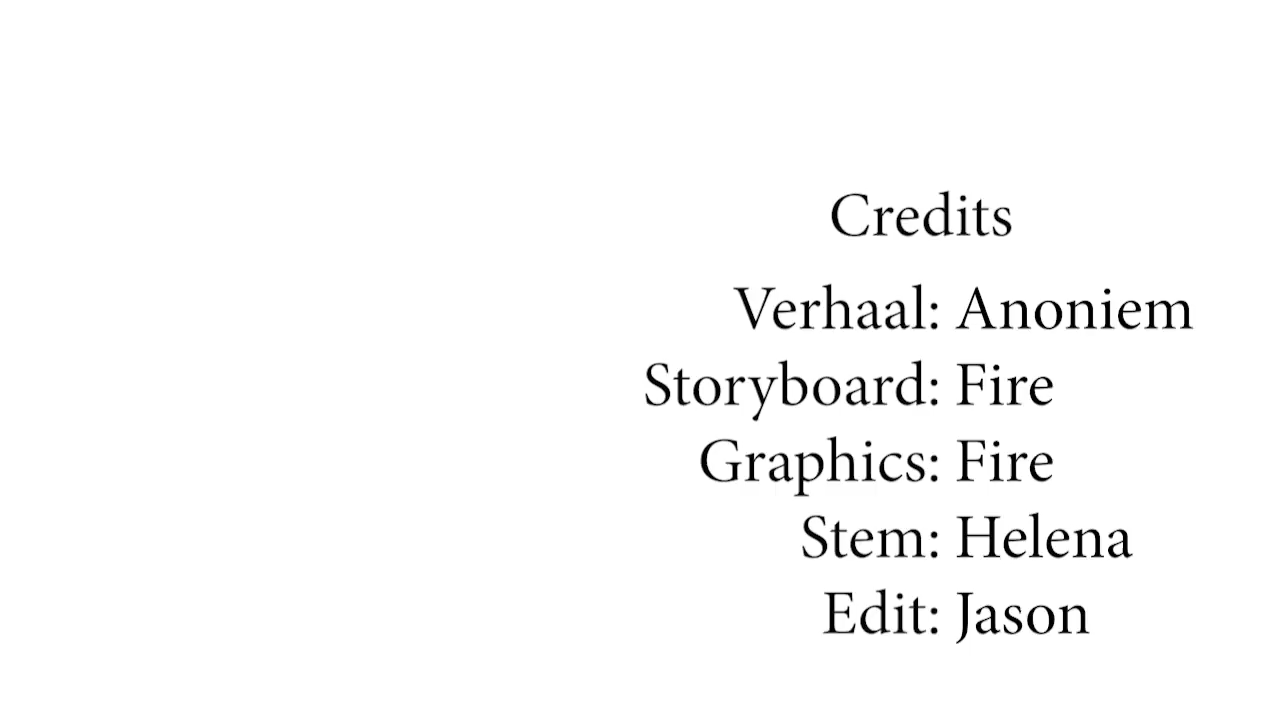 Credits
Verhaal: Anoniem
Storyboard: Fire
Graphics: Fire
Stem: Helena
Edit: Jason